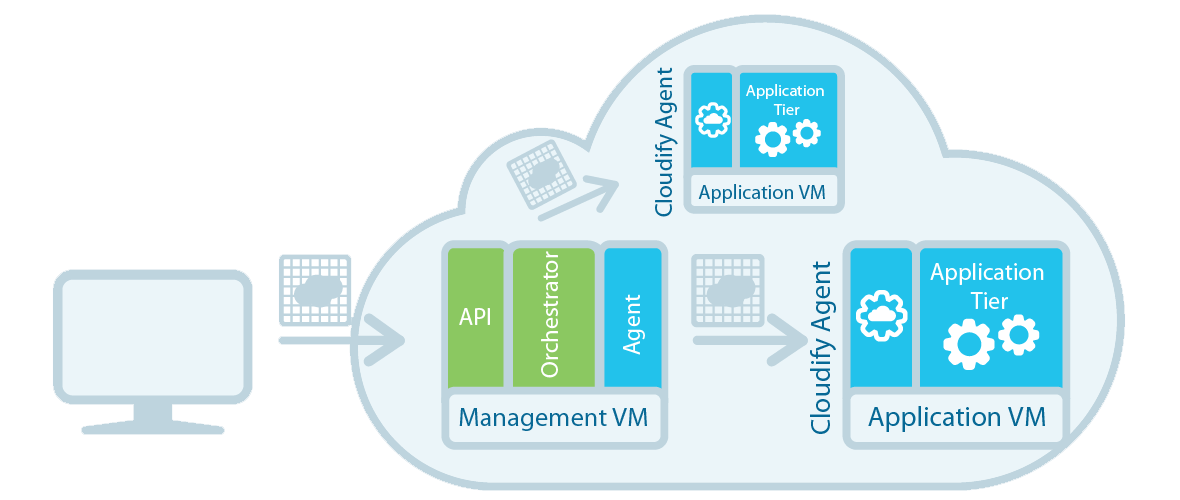 Cloudify Agent
Application
Tier
Application VM
API
Orchestrator
Agent
Management VM
Cloudify Agent
Application
Tier
Application VM